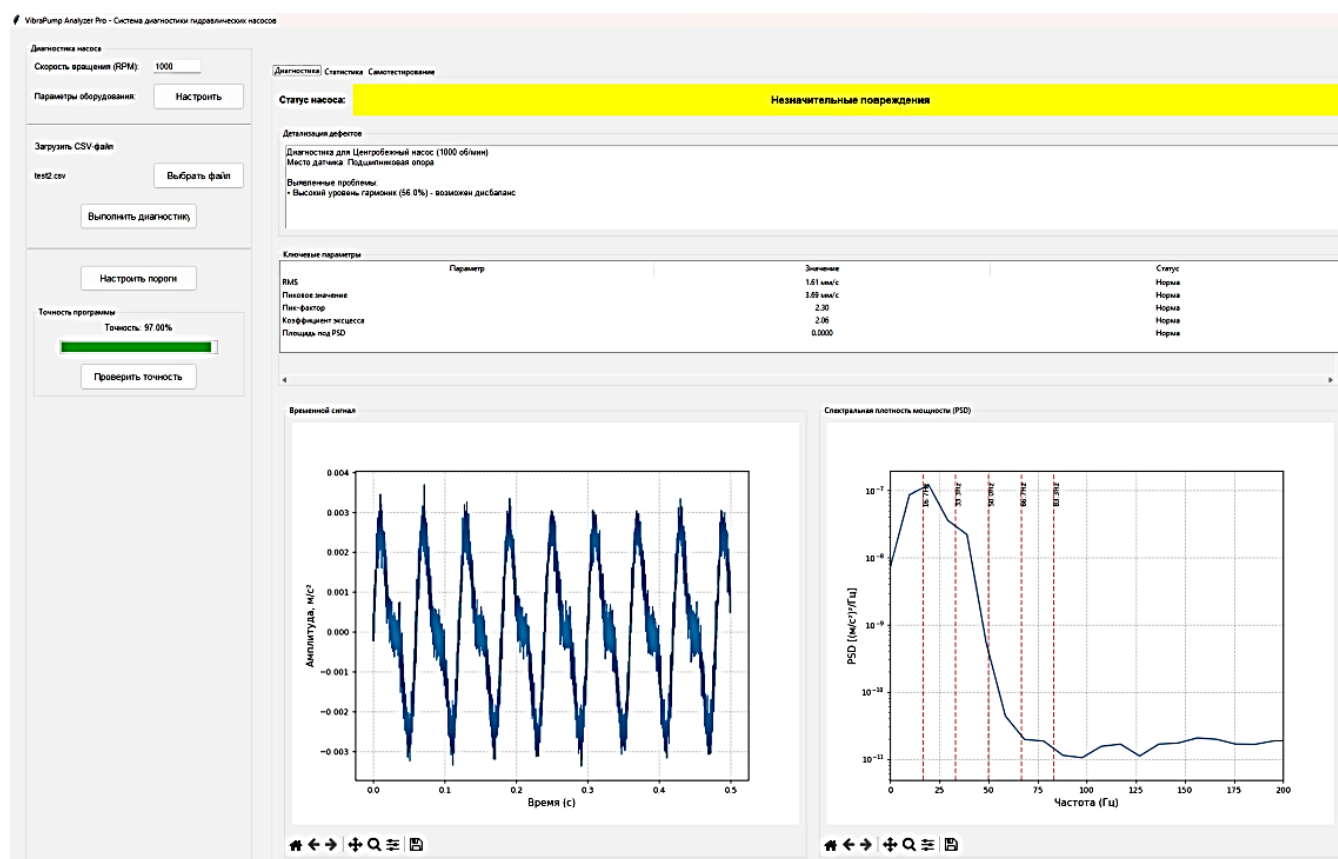 VibraPump Analyzer Pro - Система диагностики гидравлических насосов
Диагностика насоса
Скорость вращения (RPM): 1000
Параметры оборудования: Настроить
Загрузить CSV-файл
test2.csv Выбрать файл
Выполнить диагностику
Настроить пороги
Точность программы
Точность: 97.00%
Проверить точность
Диагностика Статистика Самотестирование
Статус насоса: Незначительные повреждения
Детализация дефектов
Диагностика для Центробежный насос (1000 об/мин)
Место датчика: Подшипниковая опора
Выявленные проблемы:
• Высокий уровень гармоник (56.0%) - возможен дисбаланс
Ключевые параметры
Параметр Значение Статус
RMS 1.61 мм/с Норма
Пиковое значение 3.69 мм/с Норма
Пик-фактор 2.30 Норма
Коэффициент эксцесса 2.06 Норма
Площадь под PSD 0.0000 Норма
Временной сигнал
0.004
0.003
0.002
0.001
0.000
−0.001
−0.002
−0.003
Амплитуда, м/с²
0.0 0.1 0.2 0.3 0.4 0.5
Время (с)
Спектральная плотность мощности (PSD)
16.7Hz 33.3Hz 50.0Hz 66.7Hz 83.3Hz
10⁻⁷
10⁻⁸
10⁻⁹
10⁻¹⁰
10⁻¹¹
PSD [(м/с²)²/Гц]
0 25 50 75 100 125 150 175 200
Частота (Гц)